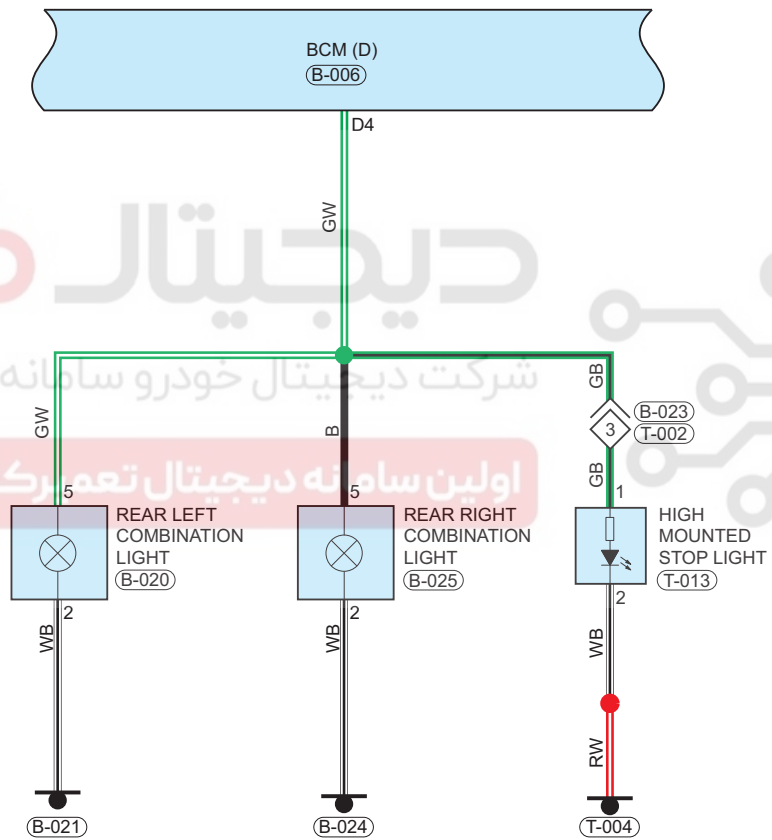 BCM (D)
B-006
D4
GW
دیجیتال
شرکت دیجیتال خودرو سامانه
GW
B
GB
B-023
3
T-002
اولین سامانه دیجیتال تعمیرک
GB
5
5
1
REAR LEFT
COMBINATION
LIGHT
B-020
REAR RIGHT
COMBINATION
LIGHT
B-025
HIGH
MOUNTED
STOP LIGHT
T-013
2
2
2
WB
WB
WB
RW
B-021
B-024
T-004